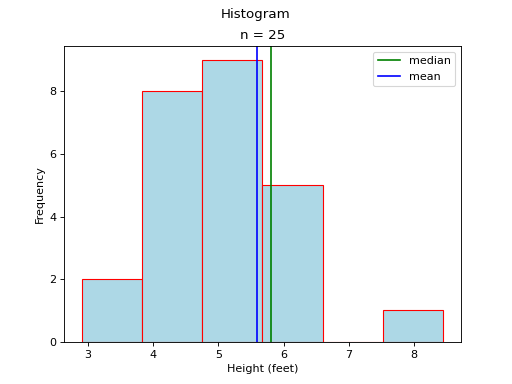 Histogram
n = 25
median
mean
8
6
4
2
0
Frequency
3 4 5 6 7 8
Height (feet)